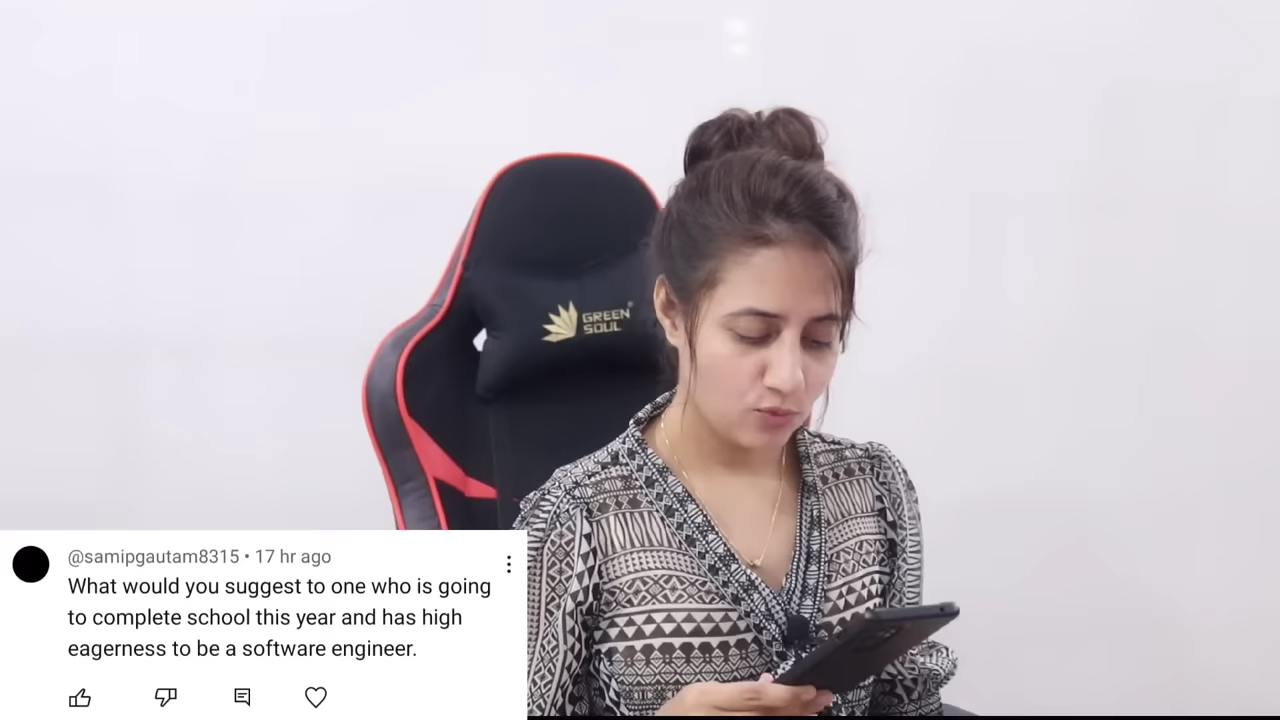 GREEN
SOUL
@samipgautam8315 • 17 hr ago
What would you suggest to one who is going
to complete school this year and has high
eagerness to be a software engineer.